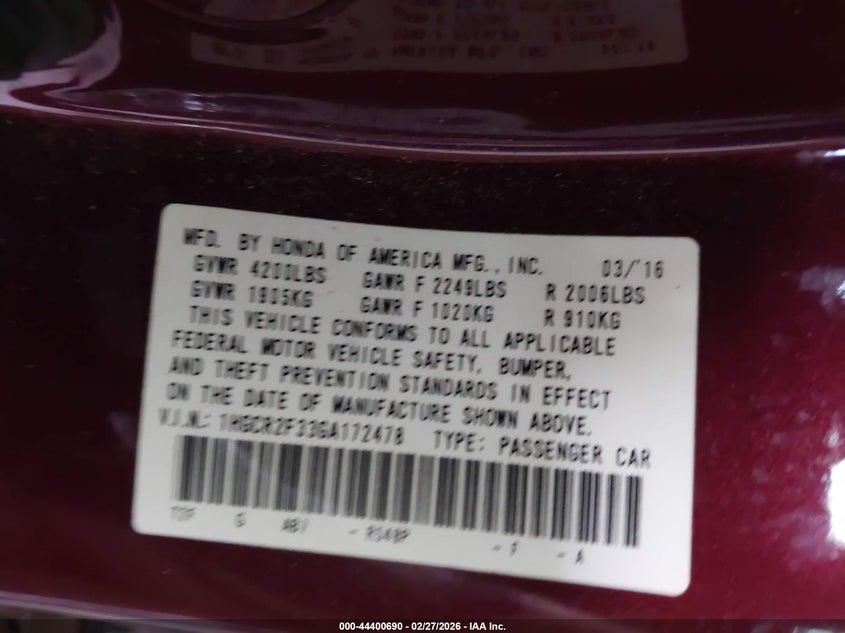 MFD. BY HONDA OF AMERICA MFG., INC. 03/'16
GVWR 4200LBS GAWR F 2249LBS R 2006LBS
GVWR 1905KG GAWR F 1020KG R 910KG
THIS VEHICLE CONFORMS TO ALL APPLICABLE
FEDERAL MOTOR VEHICLE SAFETY, BUMPER,
AND THEFT PREVENTION STANDARDS IN EFFECT
ON THE DATE OF MANUFACTURE SHOWN ABOVE.
V.I.N.: 1HGCR2F33GA172478 TYPE: PASSENGER CAR
G - F - A
000-44400690 - 02/27/2026 - IAA Inc.